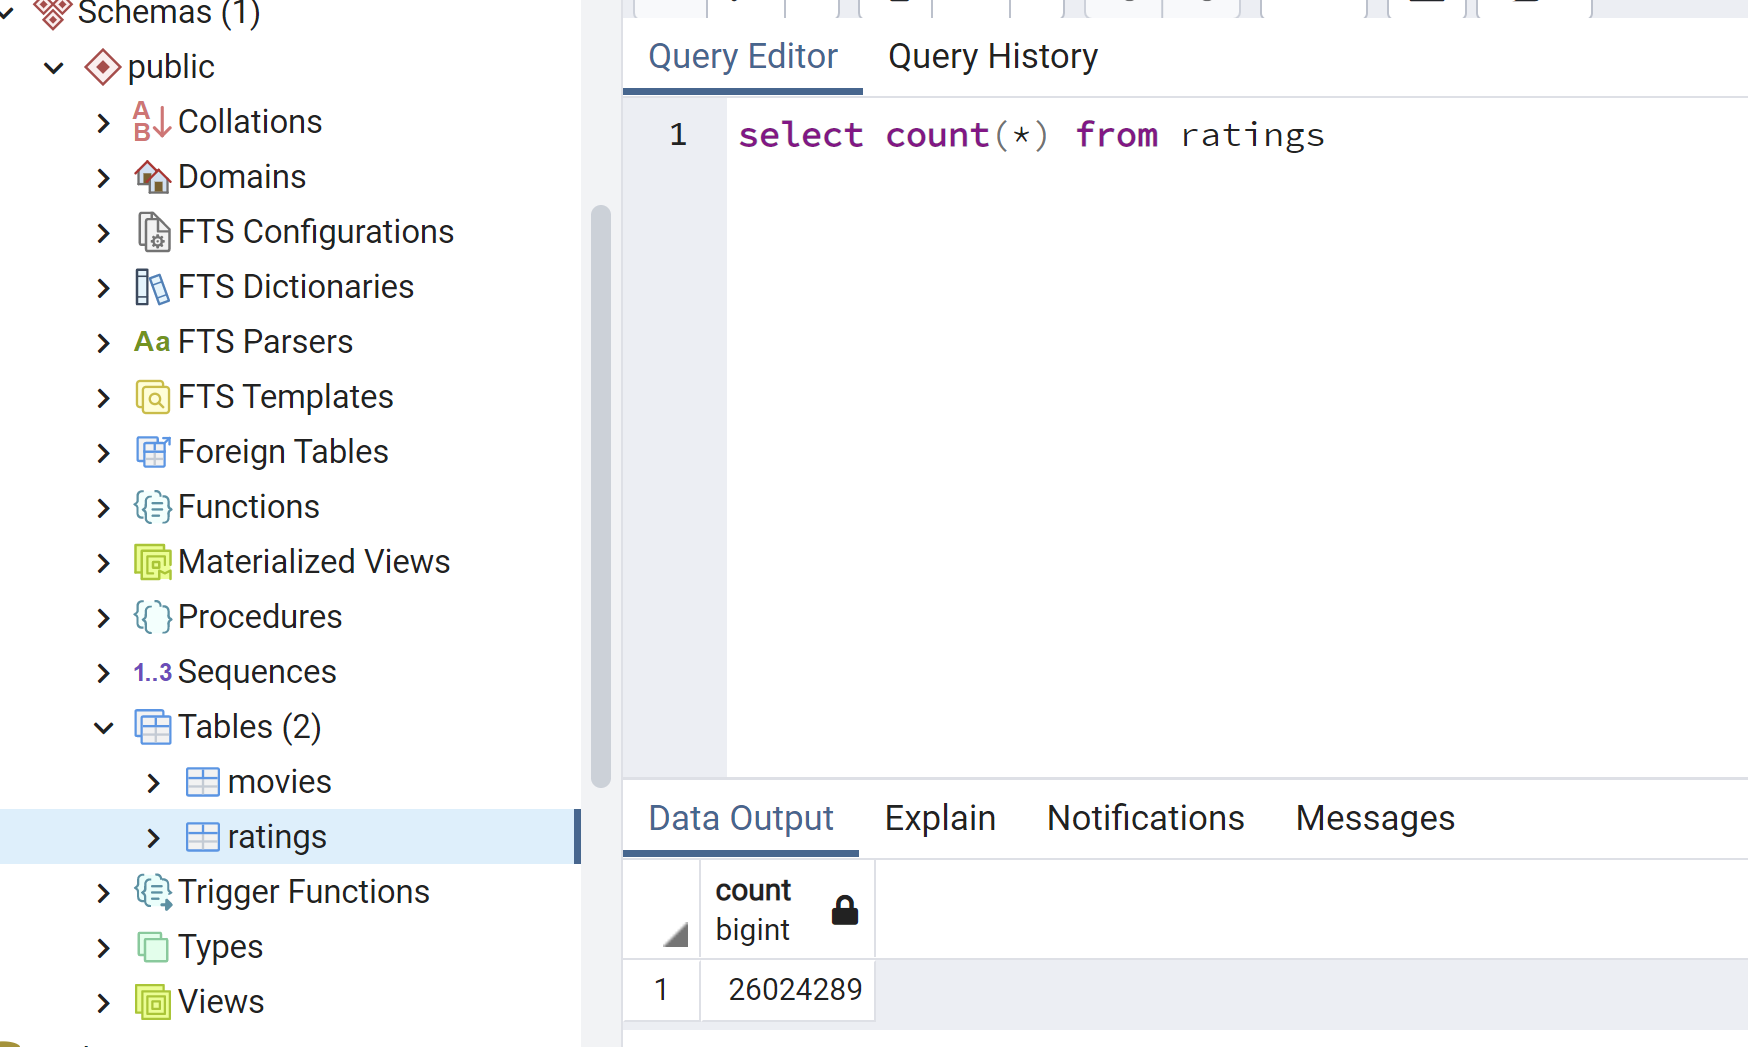 Schemas (1)
public
Collations
Domains
FTS Configurations
FTS Dictionaries
Aa FTS Parsers
FTS Templates
Foreign Tables
Functions
Materialized Views
Procedures
1..3 Sequences
Tables (2)
movies
ratings
Trigger Functions
Types
Views
Query Editor Query History
1 select count(*) from ratings
Data Output Explain Notifications Messages
count
bigint
1 26024289